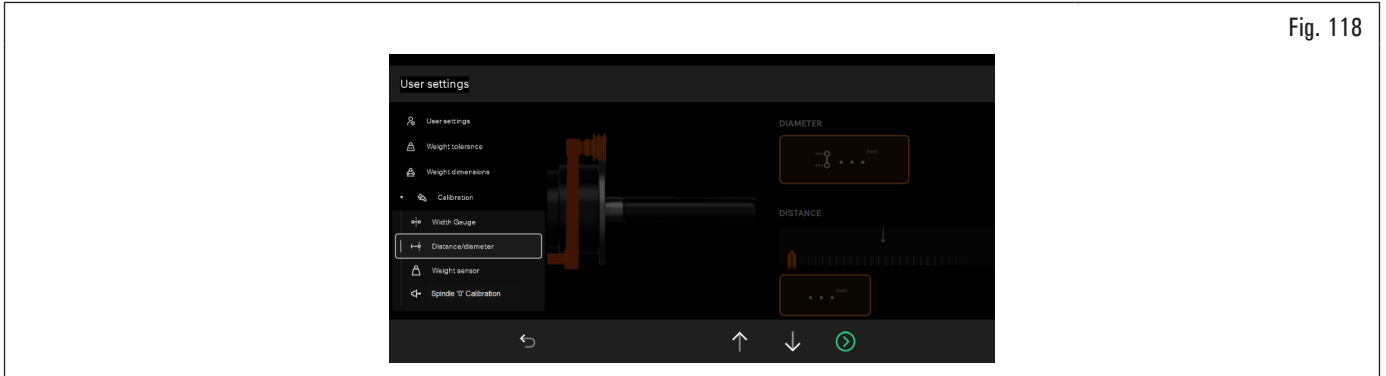 Fig. 118
User settings
User settings
Weight tolerence
Weight dimensions
Calibration
Width Gauge
Distance/diameter
Weight sensor
Spindle '0' Calibration
DIAMETER
mm
DISTANCE
mm